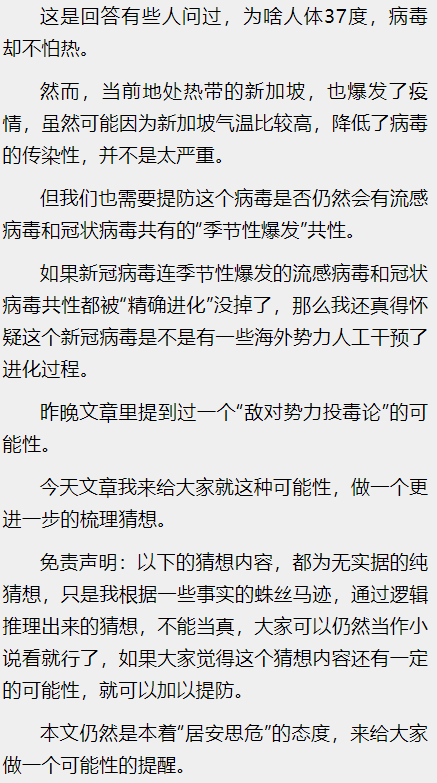 这是回答有些人问过，为啥人体37度，病毒
却不怕热。
然而，当前地处热带的新加坡，也爆发了疫
情，虽然可能因为新加坡气温比较高，降低了病毒
的传染性，并不是太严重。
但我们也需要提防这个病毒是否仍然会有流感
病毒和冠状病毒共有的“季节性爆发”共性。
如果新冠病毒连季节性爆发的流感病毒和冠状
病毒共性都被“精确进化”没掉了，那么我还真得怀
疑这个新冠病毒是不是有一些海外势力人工干预了
进化过程。
昨晚文章里提到过一个“敌对势力投毒论”的可
能性。
今天文章我来给大家就这种可能性，做一个更
进一步的梳理猜想。
免责声明：以下的猜想内容，都为无实据的纯
猜想，只是我根据一些事实的蛛丝马迹，通过逻辑
推理出来的猜想，不能当真，大家可以仍然当作小
说看就行了，如果大家觉得这个猜想内容还有一定
的可能性，就可以加以提防。
本文仍然是本着“居安思危”的态度，来给大家
做一个可能性的提醒。